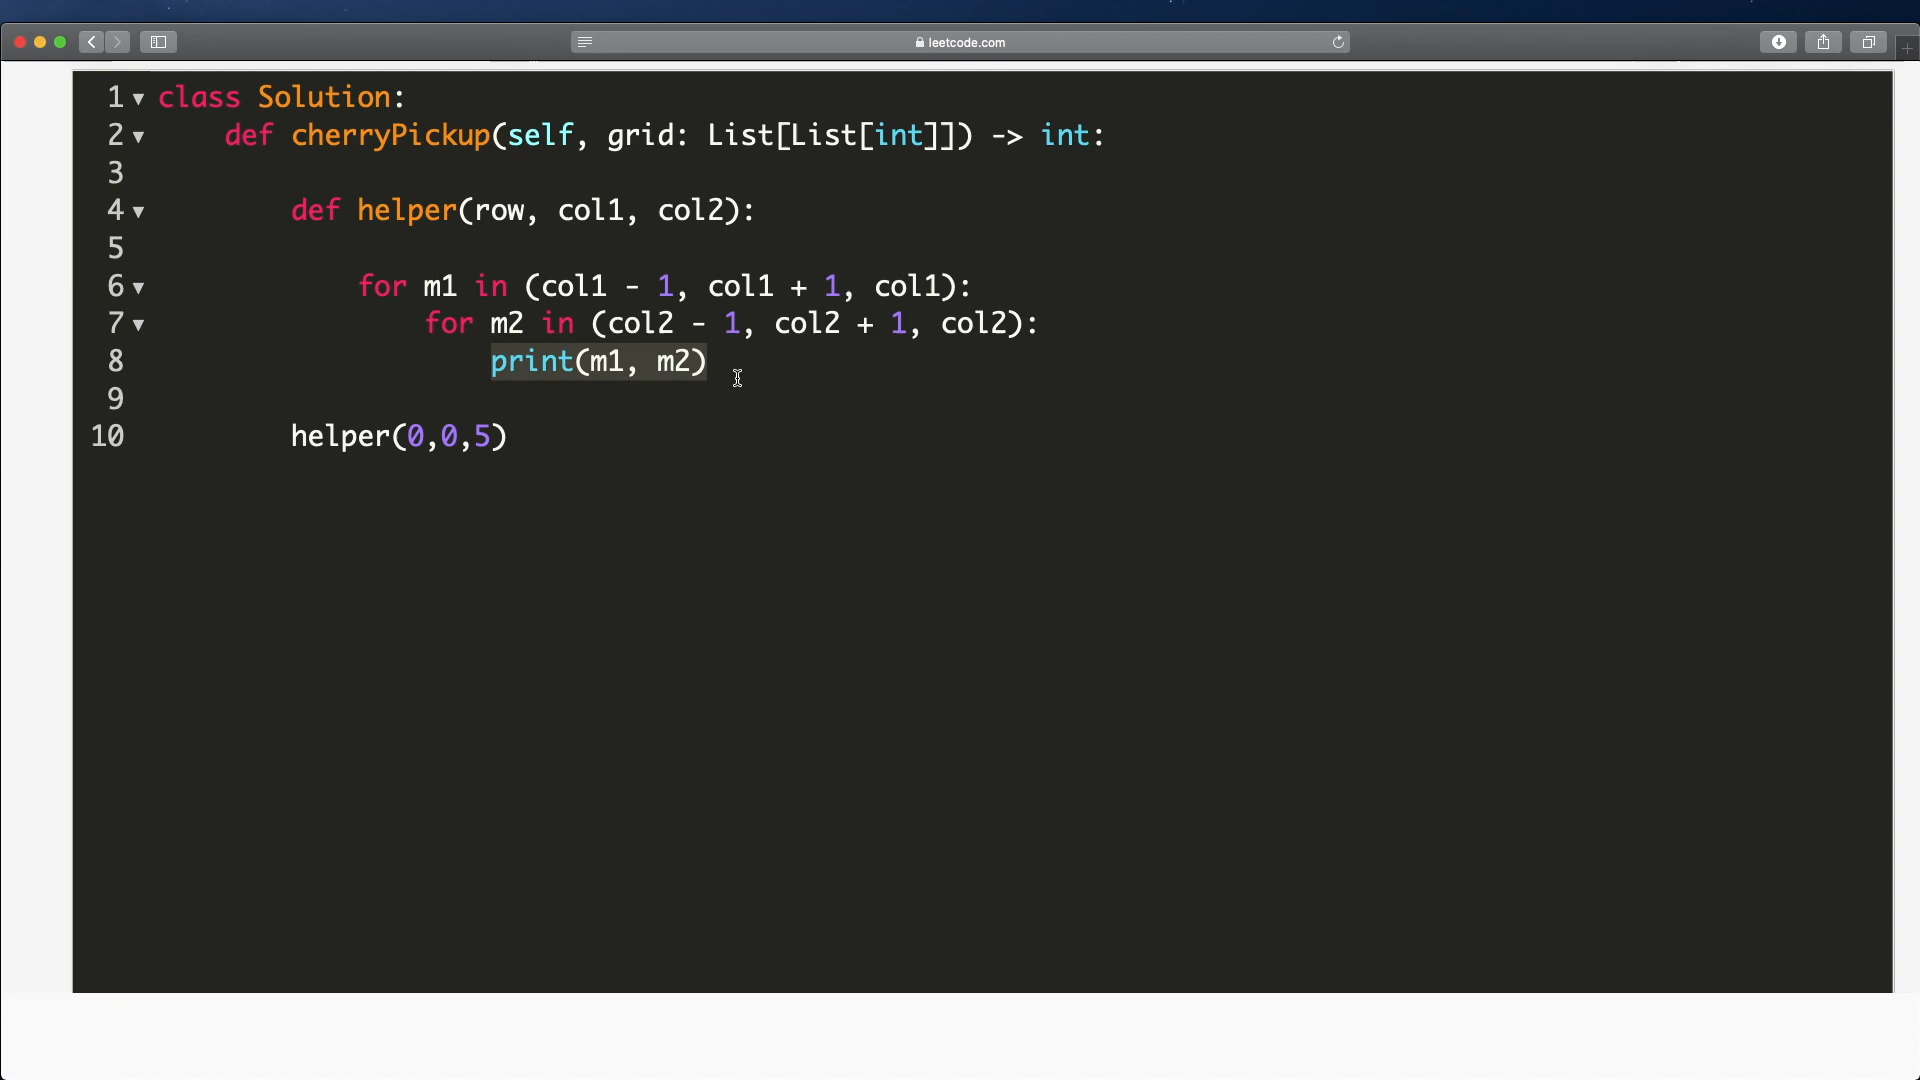 leetcode.com
1 class Solution:
2 def cherryPickup(self, grid: List[List[int]]) -> int:
3
4 def helper(row, col1, col2):
5
6 for m1 in (col1 - 1, col1 + 1, col1):
7 for m2 in (col2 - 1, col2 + 1, col2):
8 print(m1, m2)
9
10 helper(0,0,5)